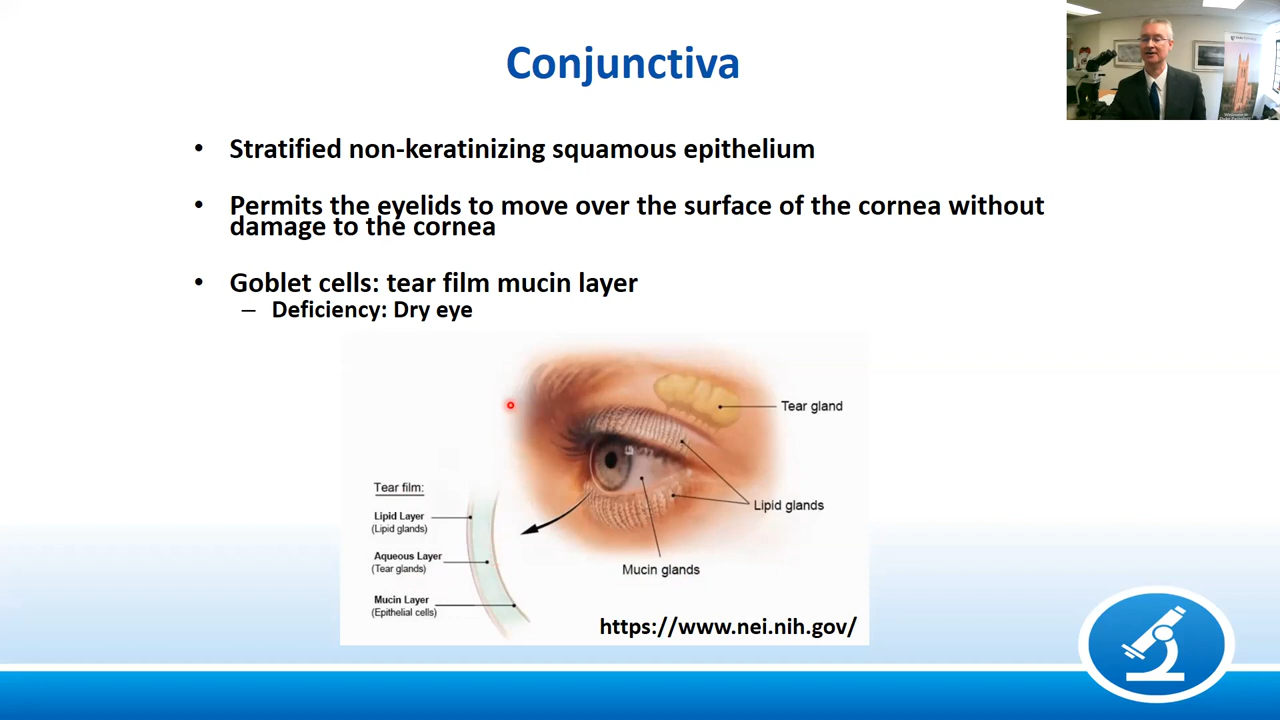 Conjunctiva
• Stratified non-keratinizing squamous epithelium
• Permits the eyelids to move over the surface of the cornea without
damage to the cornea
• Goblet cells: tear film mucin layer
– Deficiency: Dry eye
Tear gland
Lipid glands
Mucin glands
Tear film:
Lipid Layer
(Lipid glands)
Aqueous Layer
(Tear glands)
Mucin Layer
(Epithelial cells)
https://www.nei.nih.gov/